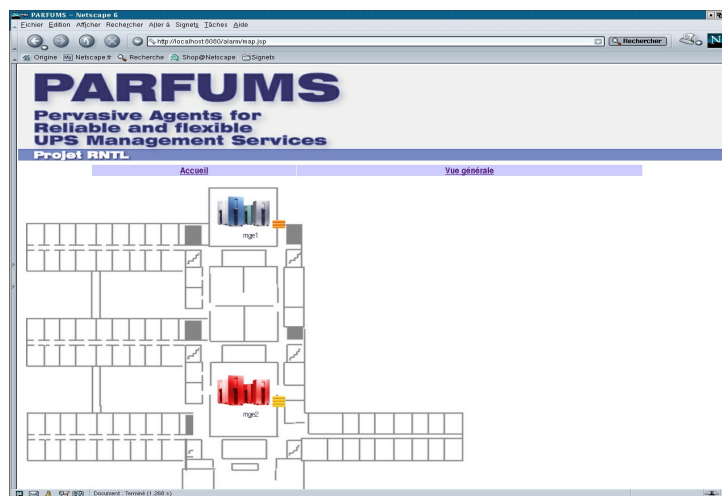 PARFUMS – Netscape 6
Fichier Edition Afficher Rechercher Aller à Signets Tâches Aide
http://localhost:8080/alarm/map.jsp
Rechercher
N
Origine Netscape.fr Recherche Shop@Netscape Signets
PARFUMS
Pervasive Agents for
Reliable and flexible
UPS Management Services
Projet RNTL
Accueil Vue générale
mge1
mge2
Document : Terminé (1.268 s)